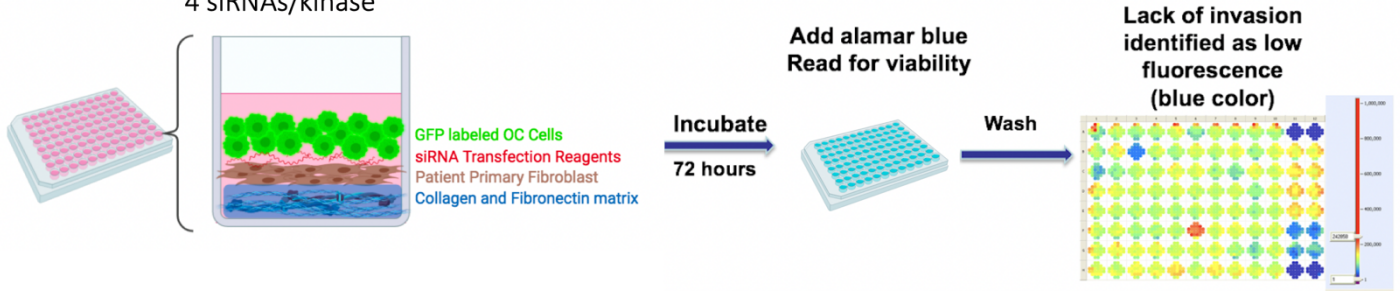 4 siRNAs/kinase
GFP labeled OC Cells
siRNA Transfection Reagents
Patient Primary Fibroblast
Collagen and Fibronectin matrix
Incubate
72 hours
Add alamar blue
Read for viability
Wash
Lack of invasion
identified as low
fluorescence
(blue color)
1,000,000
800,000
600,000
400,000
200,000